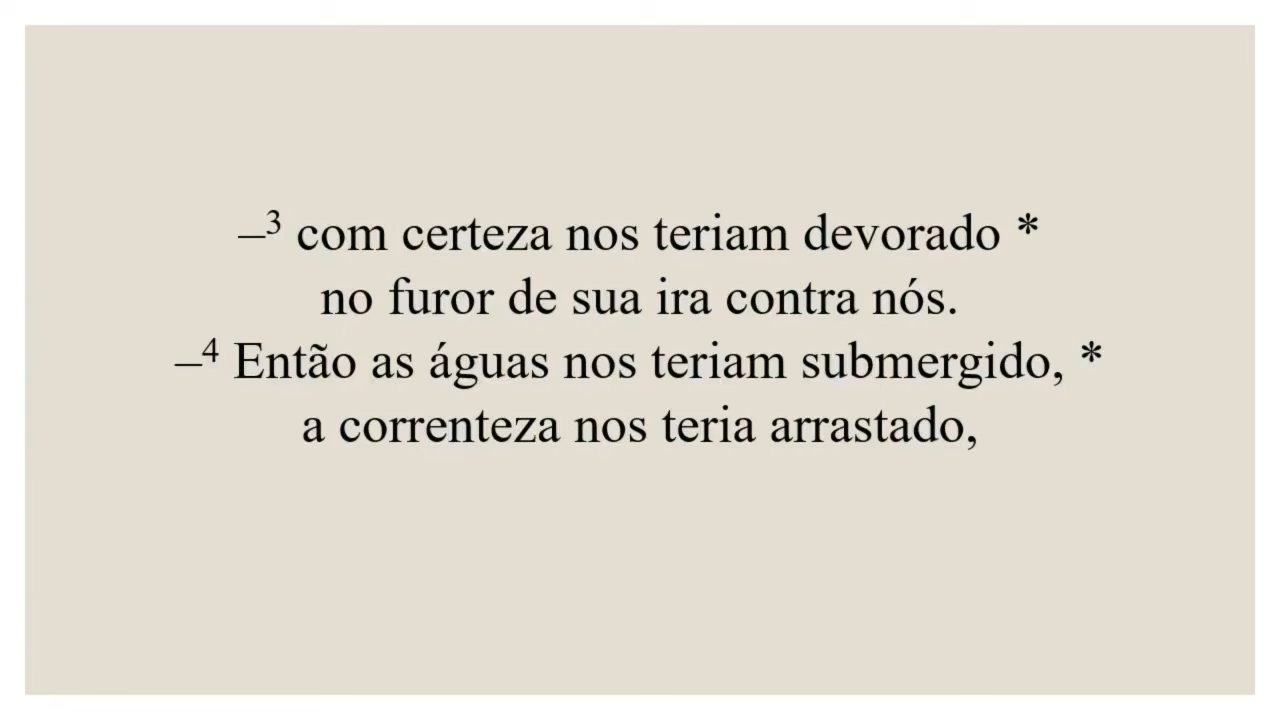 –³ com certeza nos teriam devorado *
no furor de sua ira contra nós.
–⁴ Então as águas nos teriam submergido, *
a correnteza nos teria arrastado,